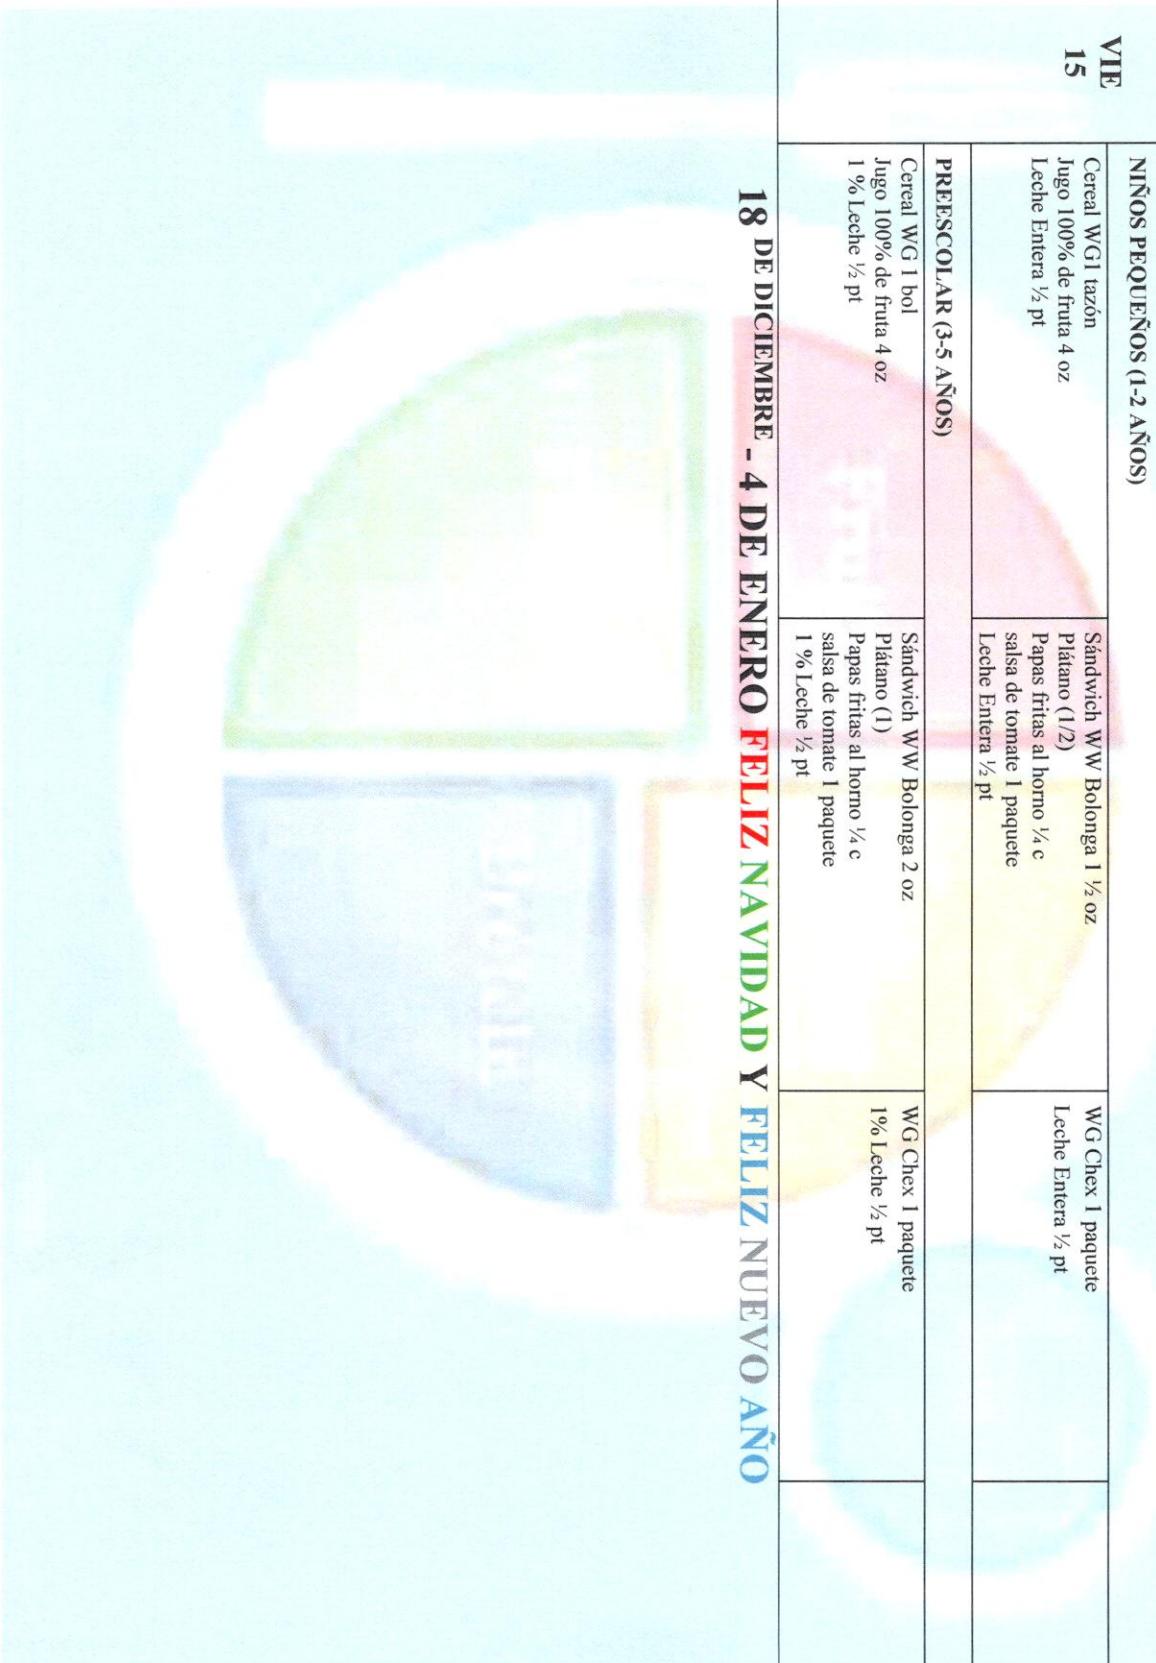 VIE
15
NIÑOS PEQUEÑOS (1-2 AÑOS)
Cereal WG1 tazón
Jugo 100% de fruta 4 oz
Leche Entera ½ pt
Sándwich WW Bolonga 1 ½ oz
Plátano (1/2)
Papas fritas al horno ¼ c
salsa de tomate 1 paquete
Leche Entera ½ pt
WG Chex 1 paquete
Leche Entera ½ pt
PREESCOLAR (3-5 AÑOS)
Cereal WG 1 bol
Jugo 100% de fruta 4 oz
1 % Leche ½ pt
Sándwich WW Bolonga 2 oz
Plátano (1)
Papas fritas al horno ¼ c
salsa de tomate 1 paquete
1 % Leche ½ pt
WG Chex 1 paquete
1% Leche ½ pt
18 DE DICIEMBRE - 4 DE ENERO FELIZ NAVIDAD Y FELIZ NUEVO AÑO